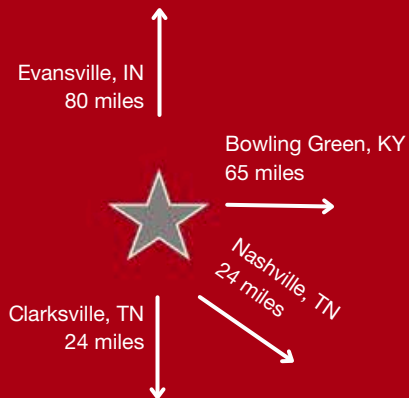 Evansville, IN
80 miles
Bowling Green, KY
65 miles
Nashville, TN
24 miles
Clarksville, TN
24 miles